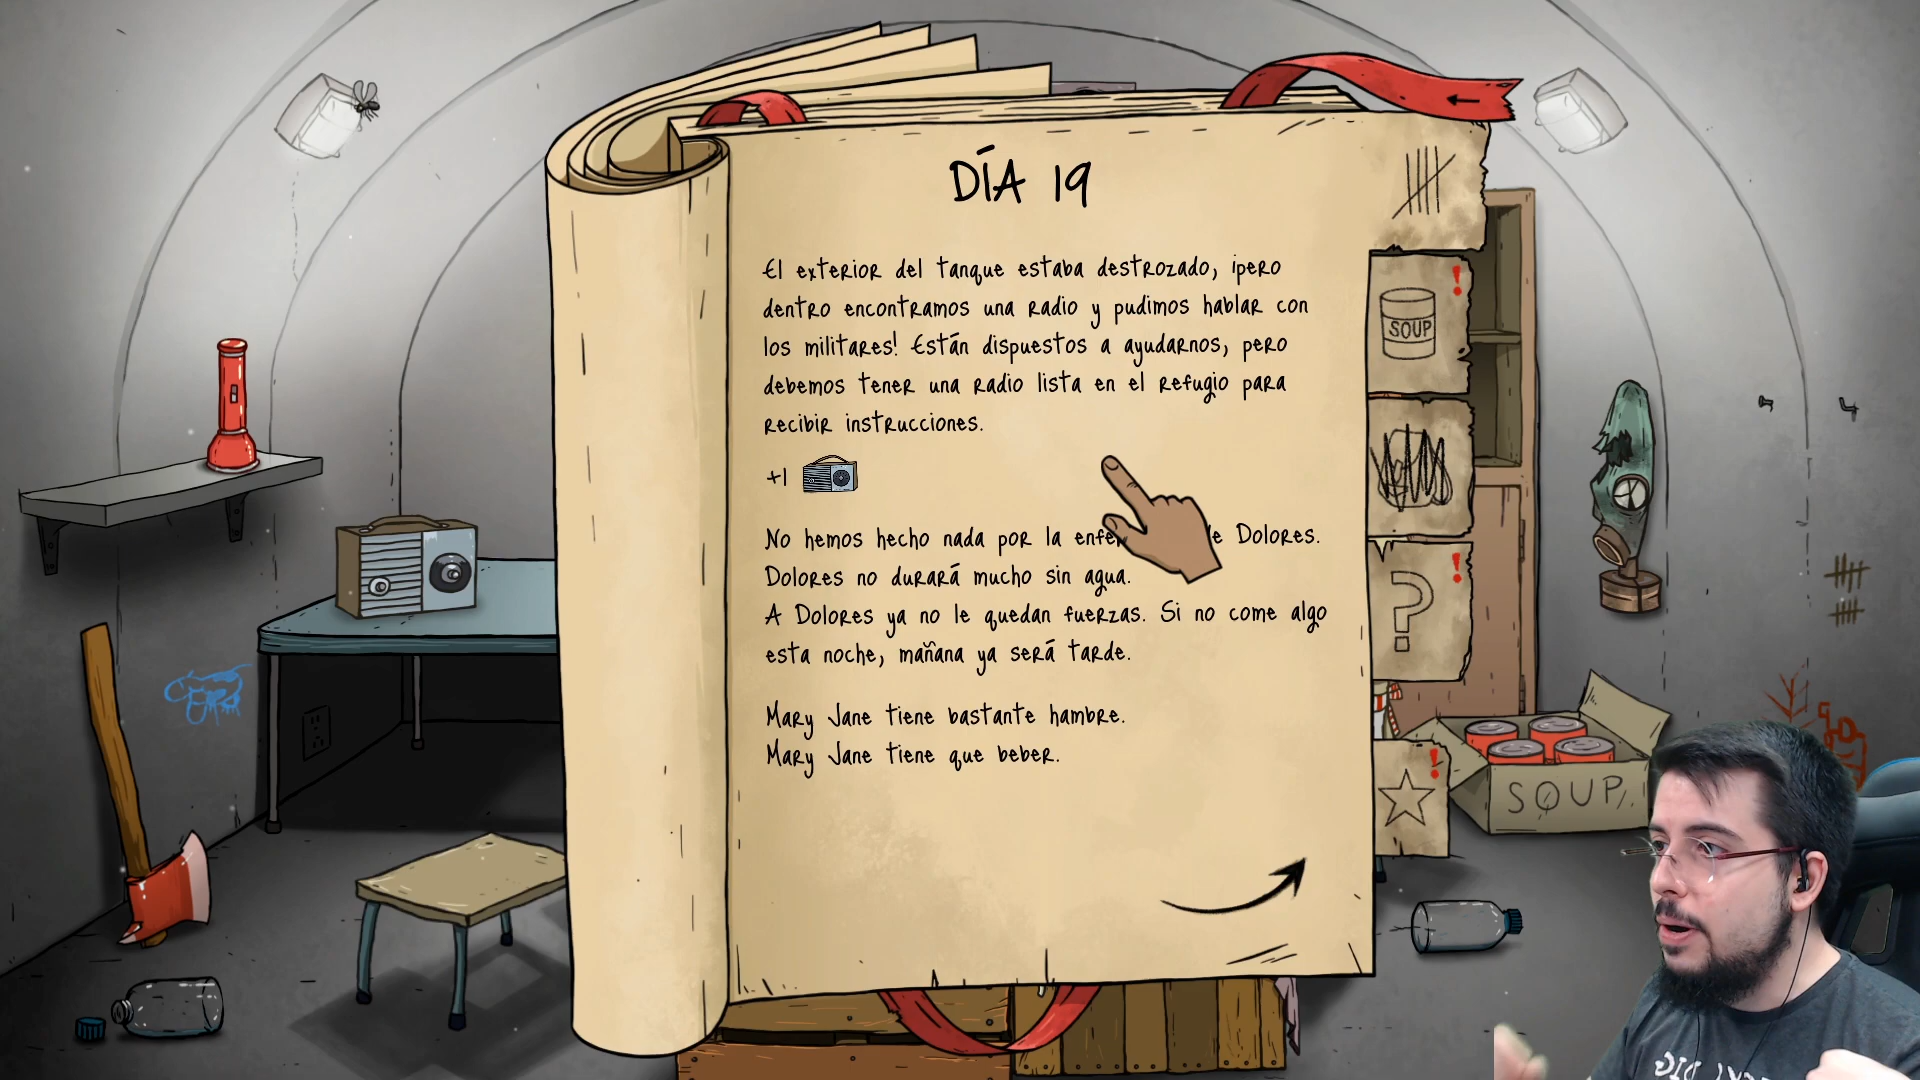 DÍA 19
El exterior del tanque estaba destrozado, ¡pero
dentro encontramos una radio y pudimos hablar con
los militares! Están dispuestos a ayudarnos, pero
debemos tener una radio lista en el refugio para
recibir instrucciones.
+1
No hemos hecho nada por la Dolores.
Dolores no durará mucho sin agua.
A Dolores ya no le quedan fuerzas. Si no come algo
esta noche, mañana ya será tarde.
Mary Jane tiene bastante hambre.
Mary Jane tiene que beber.
!
SOUP
!
?
!
SOUP